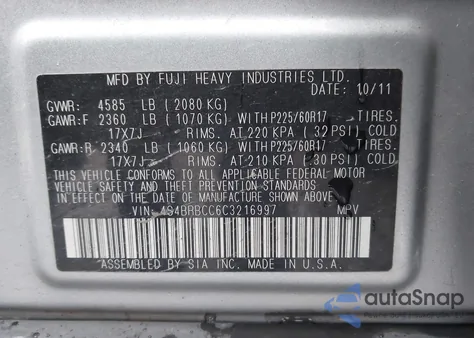 MFD BY FUJI HEAVY INDUSTRIES LTD.
DATE: 10/11
GVWR: 4585 LB (2080 KG)
GAWR:F 2360 LB (1070 KG) WITH P225/60R17 TIRES.
17X7J RIMS. AT 220 KPA (32 PSI) COLD
GAWR:R 2340 LB (1060 KG) WITH P225/60R17 TIRES.
17X7J RIMS. AT 210 KPA (30 PSI) COLD
THIS VEHICLE CONFORMS TO ALL APPLICABLE FEDERAL MOTOR
VEHICLE SAFETY AND BUMPER STANDARDS
IN EFFECT ON THE DATE OF MANUFACTURE SHOWN ABOVE.
VIN: 4S4BRBCC6C3216997 MPV
ASSEMBLED BY SIA INC. MADE IN U.S.A.
autoSnap